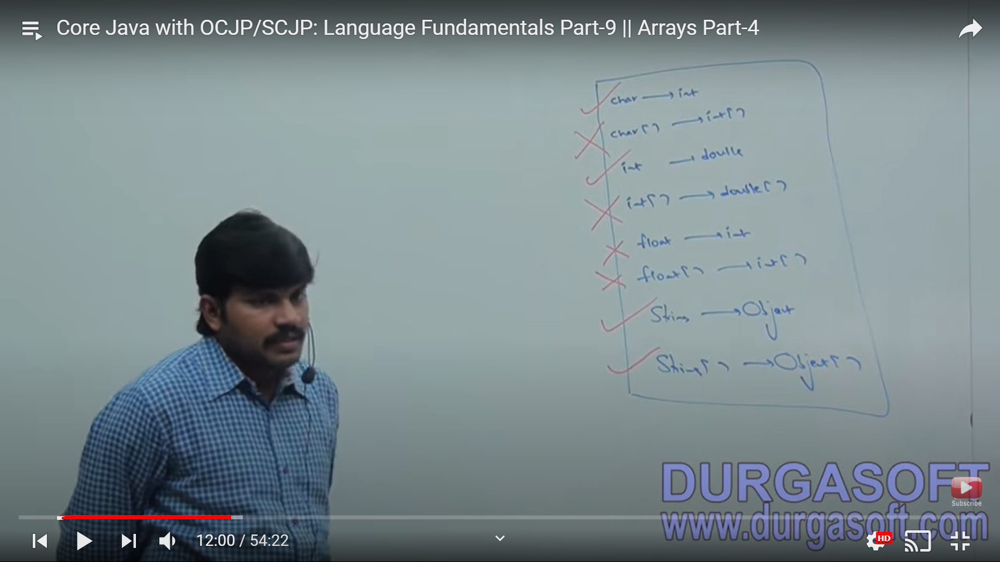 Core Java with OCJP/SCJP: Language Fundamentals Part-9 || Arrays Part-4
char → int
char[] → int[]
int → double
int[] → double[]
float → int
float[] → int[]
String → Object
String[] → Object[]
DURGASOFT
Subscribe
www.durgasoft.com
12:00 / 54:22
HD